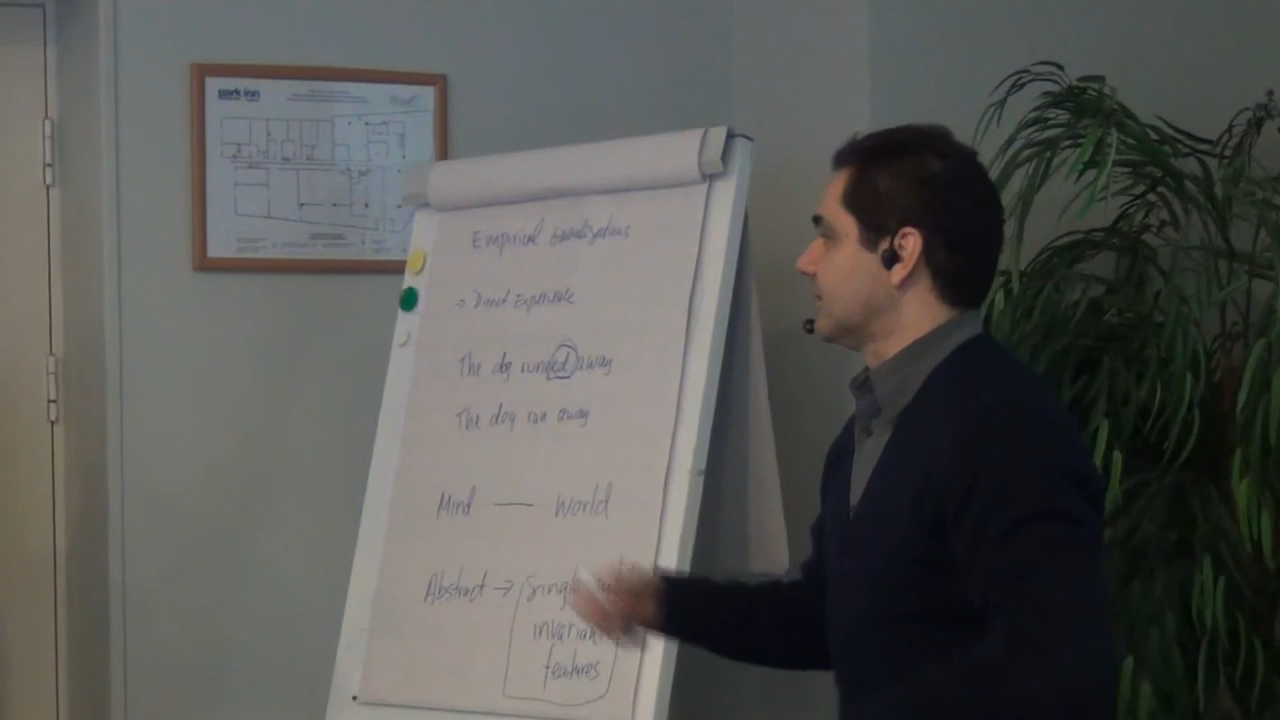 park inn
Empirical Generalizations
→ Direct Experience
The dog runned away
The dog ran away
Mind — World
Abstract →
invariant
features